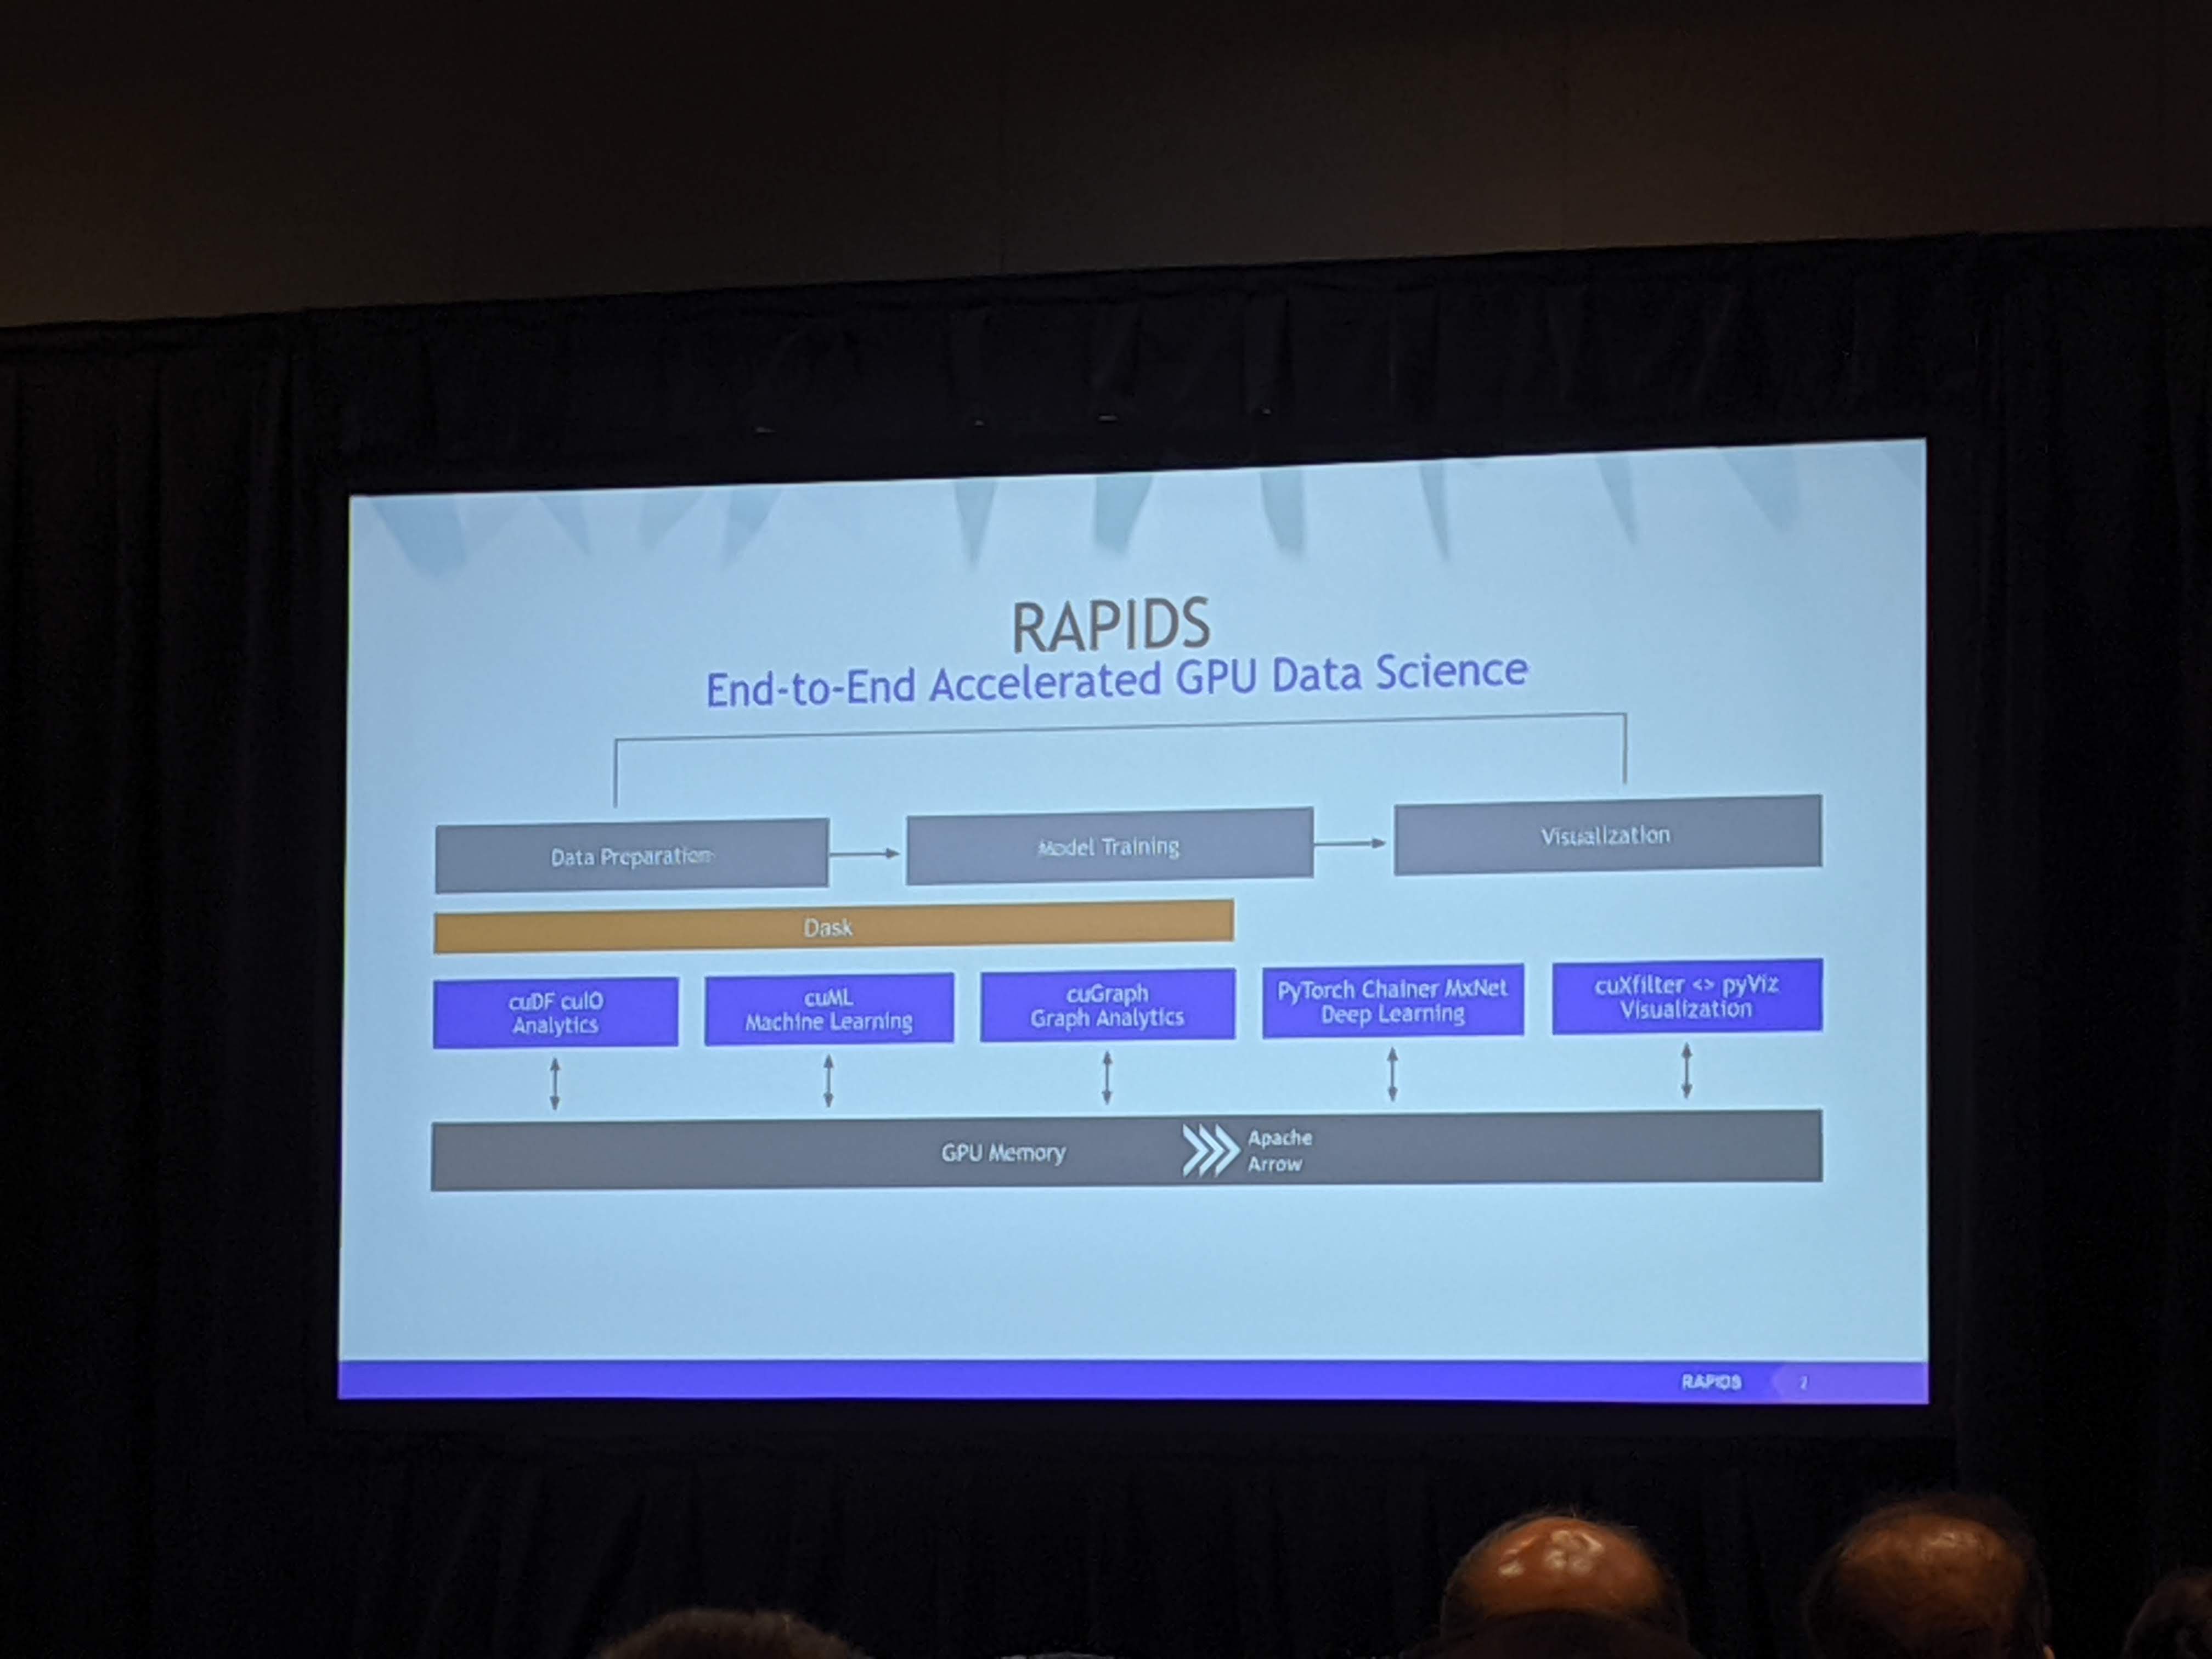 RAPIDS
End-to-End Accelerated GPU Data Science
Data Preparation
Model Training
Visualization
Dask
cuDF cuIO
Analytics
cuML
Machine Learning
cuGraph
Graph Analytics
PyTorch Chainer MxNet
Deep Learning
cuXfilter <> pyViz
Visualization
GPU Memory
Apache
Arrow
RAPIDS
2